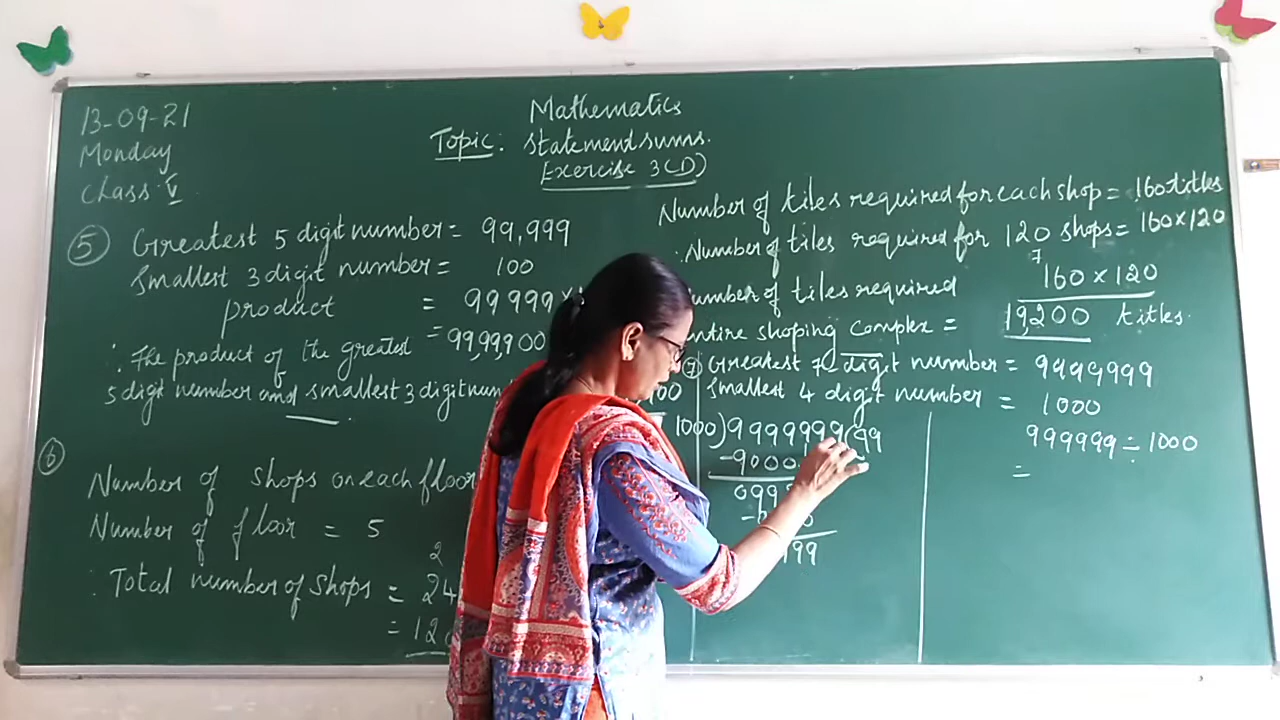 13-09-21
Monday
Class: V
Mathematics
Topic: Statement sums.
Exercise 3(D)
5 Greatest 5 digit number = 99,999
Smallest 3 digit number = 100
product = 99999 ×
= 99,99,900
∴ The product of the greatest
5 digit number and smallest 3 digit num
6
Number of shops on each floor
Number of floor = 5
2
∴ Total number of shops = 24
= 120
Number of tiles required for each shop = 160 titles
∴ Number of tiles required for 120 shops = 160×120
160 × 120
Number of tiles required
entire shoping complex = 19,200 titles.
7 Greatest 7 digit number = 9999999
Smallest 4 digit number = 1000
1000)9999999(99
-9000
099
999
999999 ÷ 1000
=